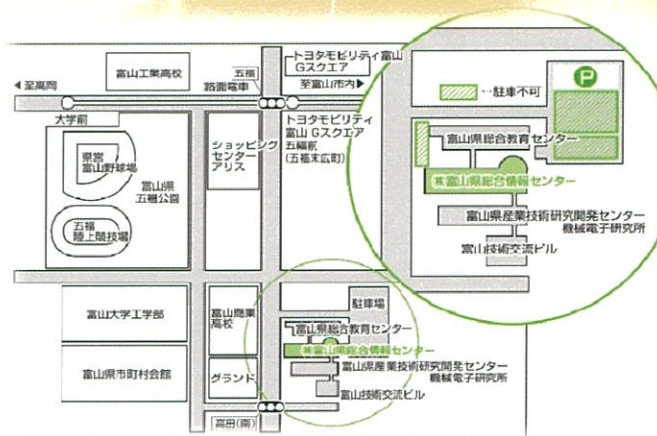 ◀至高岡
富山工業高校
五福
路面電車
トヨタモビリティ富山
Gスクエア
至富山市内▶
大学前
県営
富山野球場
富山県
五福公園
五福
陸上競技場
ショッピング
センター
アリス
トヨタモビリティ
富山 Gスクエア
五福前
(五福末広町)
P
…駐車不可
富山県総合教育センター
㈱富山県総合情報センター
富山県産業技術研究開発センター
機械電子研究所
富山技術交流ビル
富山大学工学部
富山県市町村会館
富山商業
高校
グランド
駐車場
富山県総合教育センター
㈱富山県総合情報センター
富山県産業技術研究開発センター
機械電子研究所
富山技術交流ビル
高田(南)